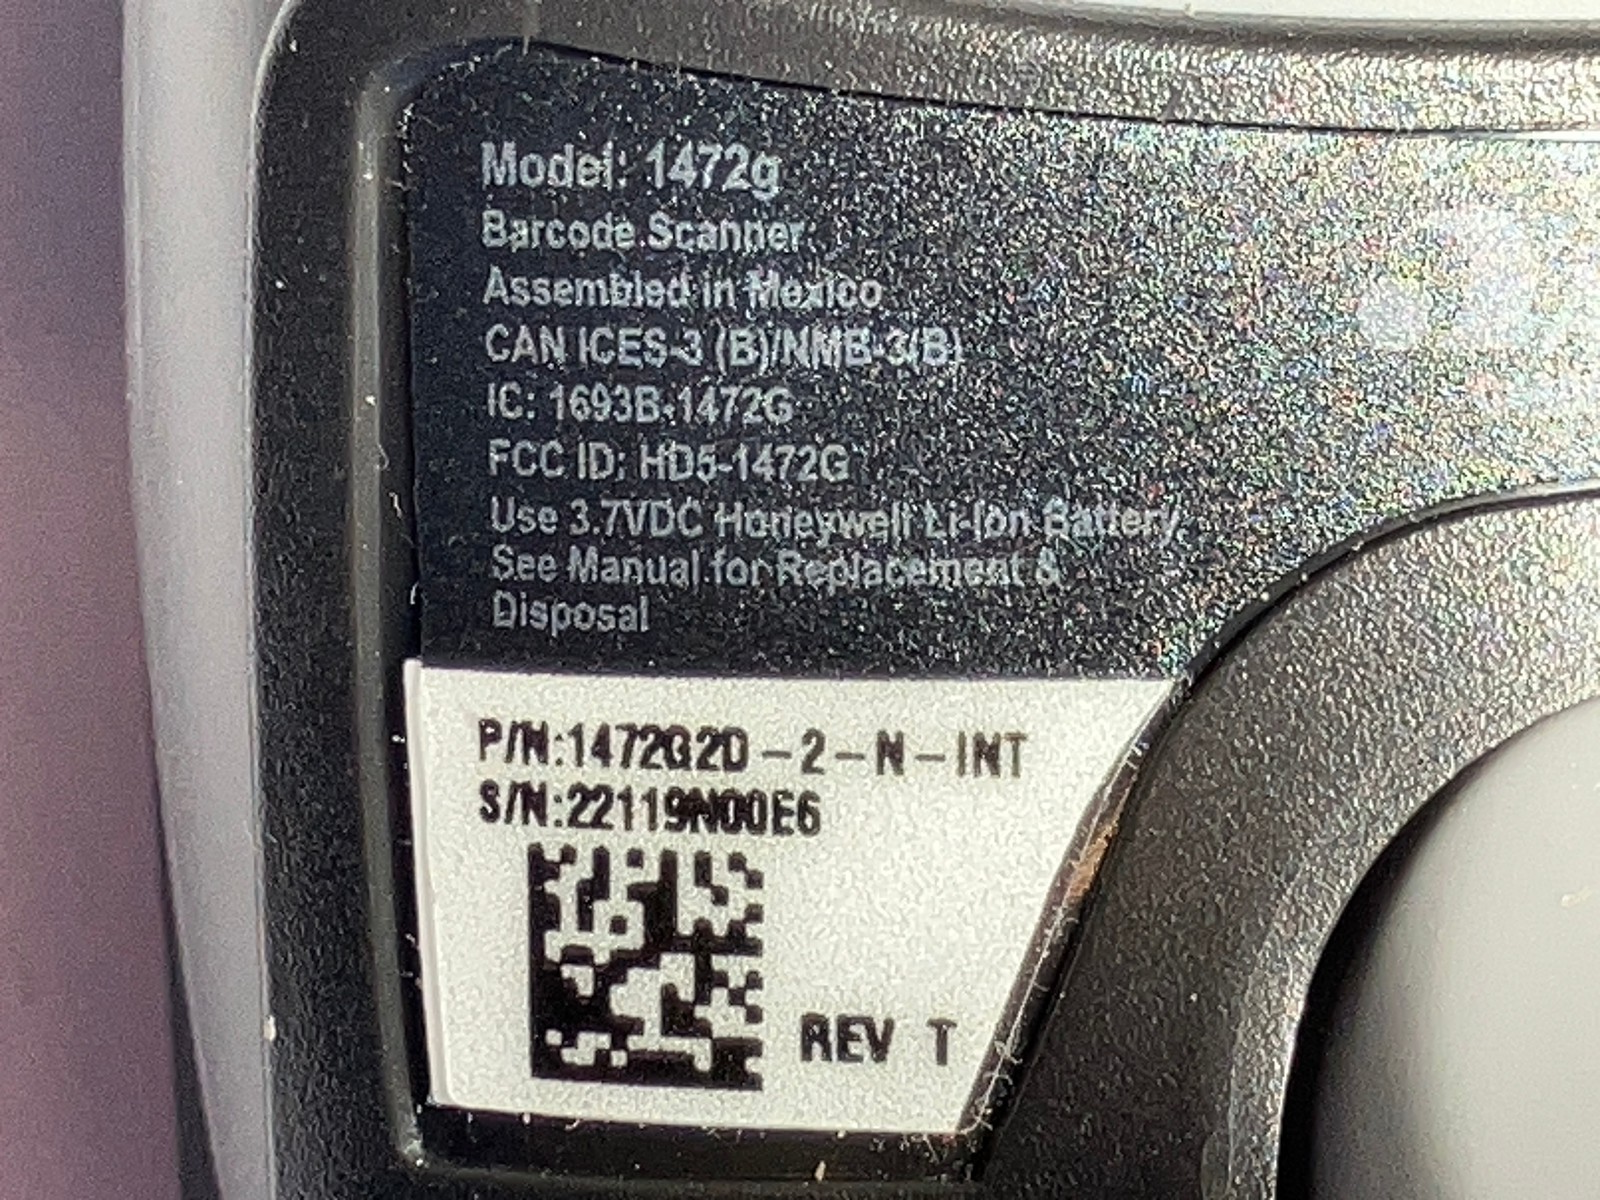 Model: 1472g
Barcode Scanner
Assembled in Mexico
CAN ICES-3 (B)/NMB-3(B)
IC: 1693B-1472G
FCC ID: HD5-1472G
Use 3.7VDC Honeywell Li-Ion Battery.
See Manual for Replacement &
Disposal
P/N:1472G2D-2-N-INT
S/N:22119N00E6
REV T